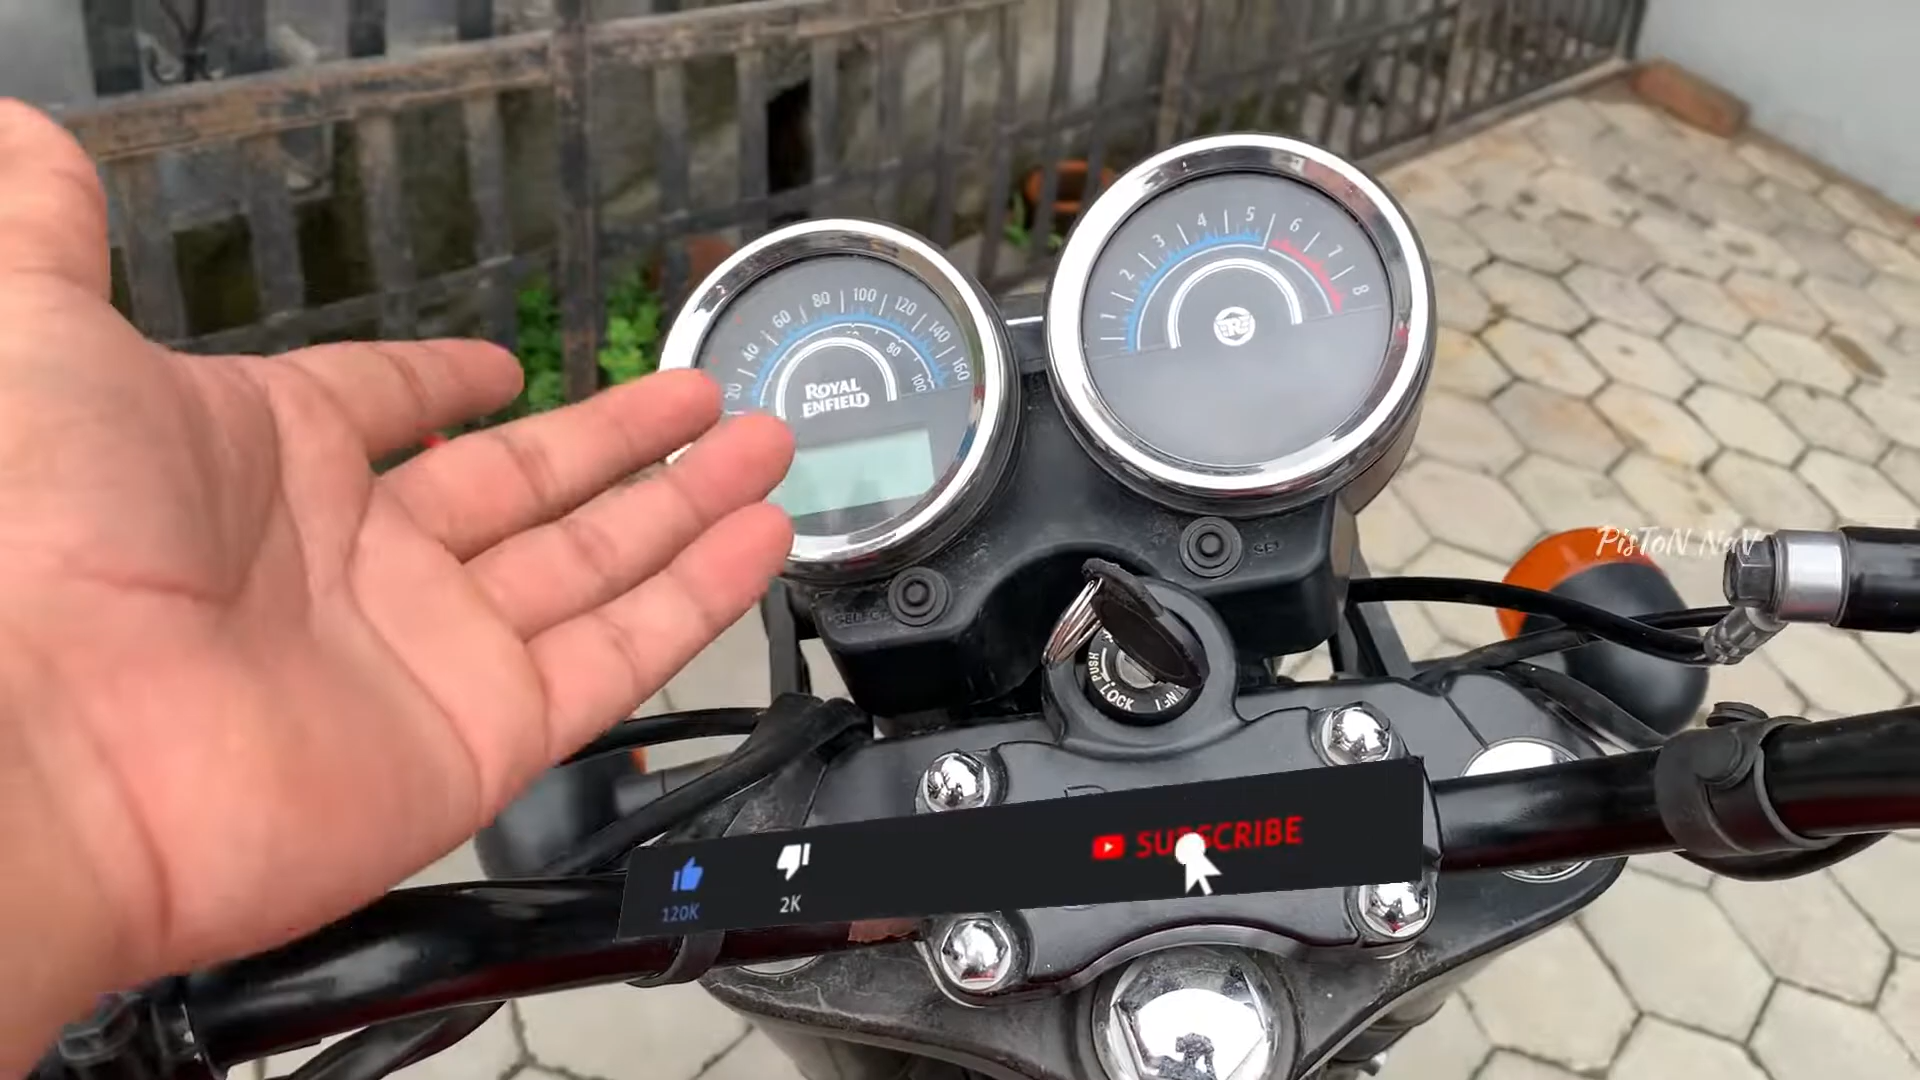 1 2 3 4 5 6 7 8
20 40 60 80 100 120 140 160
80 100
ROYAL
ENFIELD
SELECT
SET
PisToN NaV
PUSH
LOCK
SUBSCRIBE
120K
2K